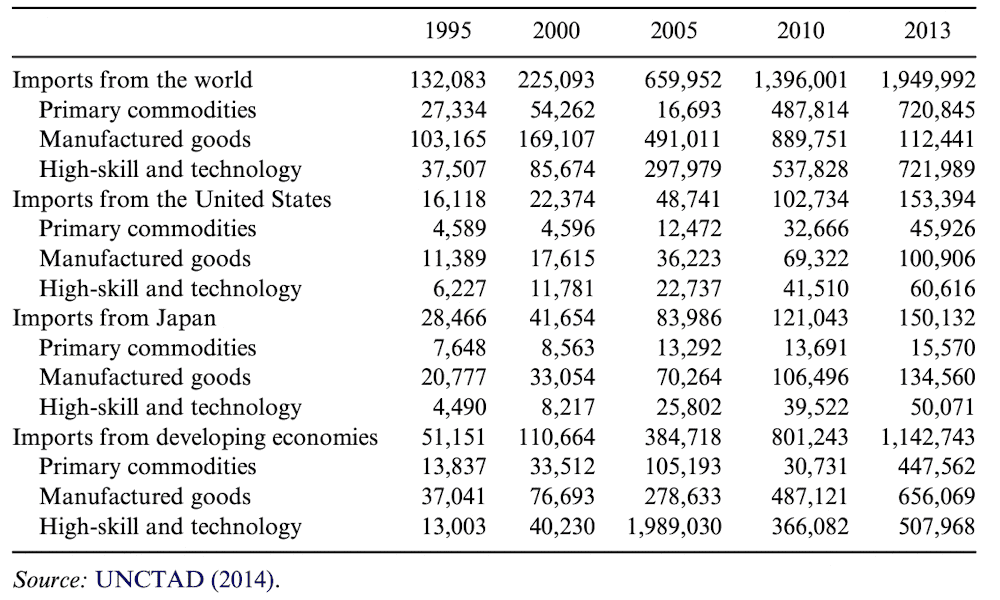 1995 2000 2005 2010 2013
Imports from the world 132,083 225,093 659,952 1,396,001 1,949,992
Primary commodities 27,334 54,262 16,693 487,814 720,845
Manufactured goods 103,165 169,107 491,011 889,751 112,441
High-skill and technology 37,507 85,674 297,979 537,828 721,989
Imports from the United States 16,118 22,374 48,741 102,734 153,394
Primary commodities 4,589 4,596 12,472 32,666 45,926
Manufactured goods 11,389 17,615 36,223 69,322 100,906
High-skill and technology 6,227 11,781 22,737 41,510 60,616
Imports from Japan 28,466 41,654 83,986 121,043 150,132
Primary commodities 7,648 8,563 13,292 13,691 15,570
Manufactured goods 20,777 33,054 70,264 106,496 134,560
High-skill and technology 4,490 8,217 25,802 39,522 50,071
Imports from developing economies 51,151 110,664 384,718 801,243 1,142,743
Primary commodities 13,837 33,512 105,193 30,731 447,562
Manufactured goods 37,041 76,693 278,633 487,121 656,069
High-skill and technology 13,003 40,230 1,989,030 366,082 507,968
Source: UNCTAD (2014).